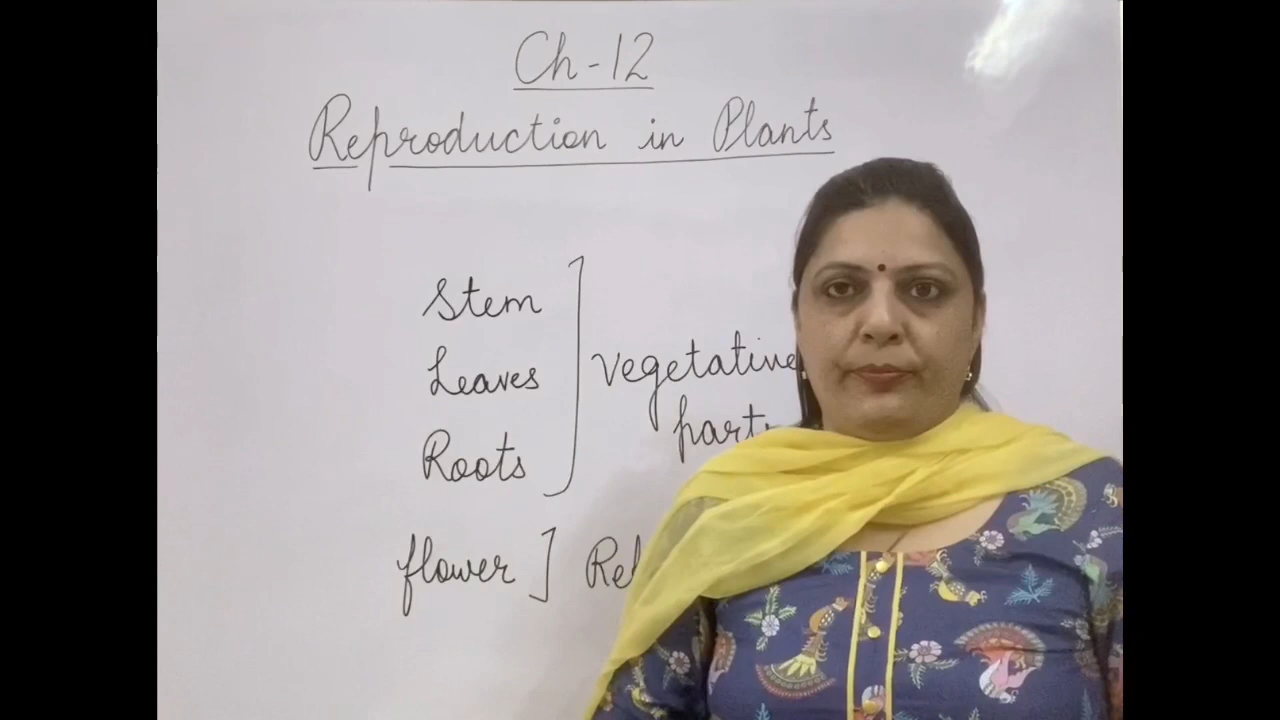 Ch-12
Reproduction in Plants
Stem
Leaves
Roots
vegetative
flower